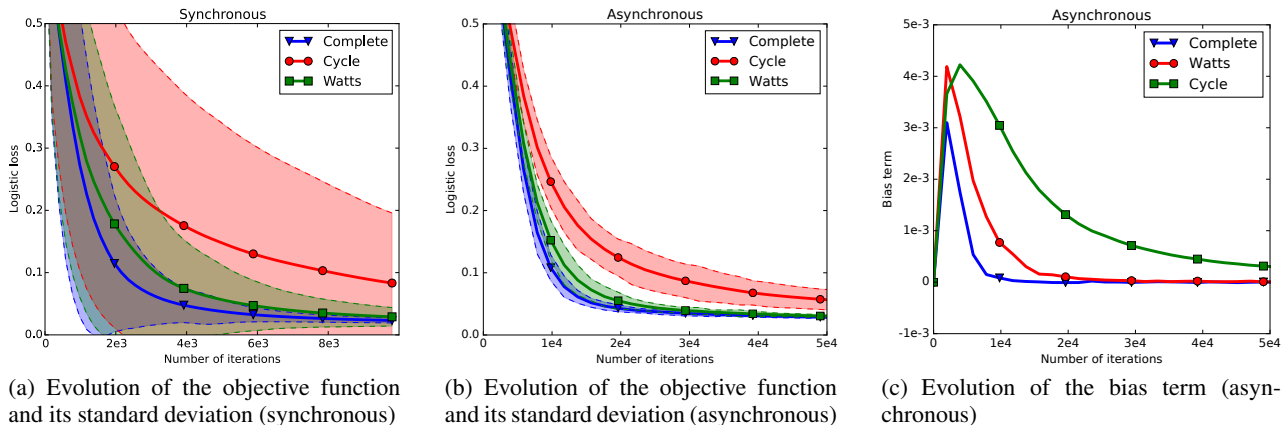 Synchronous
0.5
0.4
0.3
0.2
0.1
0.0
Logistic loss
Complete
Cycle
Watts
0 2e3 4e3 6e3 8e3
Number of iterations
(a) Evolution of the objective function
and its standard deviation (synchronous)
Asynchronous
0.5
0.4
0.3
0.2
0.1
0.0
Logistic loss
Complete
Cycle
Watts
0 1e4 2e4 3e4 4e4 5e4
Number of iterations
(b) Evolution of the objective function
and its standard deviation (asynchronous)
Asynchronous
5e-3
4e-3
3e-3
2e-3
1e-3
0
-1e-3
Bias term
Complete
Watts
Cycle
0 1e4 2e4 3e4 4e4 5e4
Number of iterations
(c) Evolution of the bias term (asyn-
chronous)